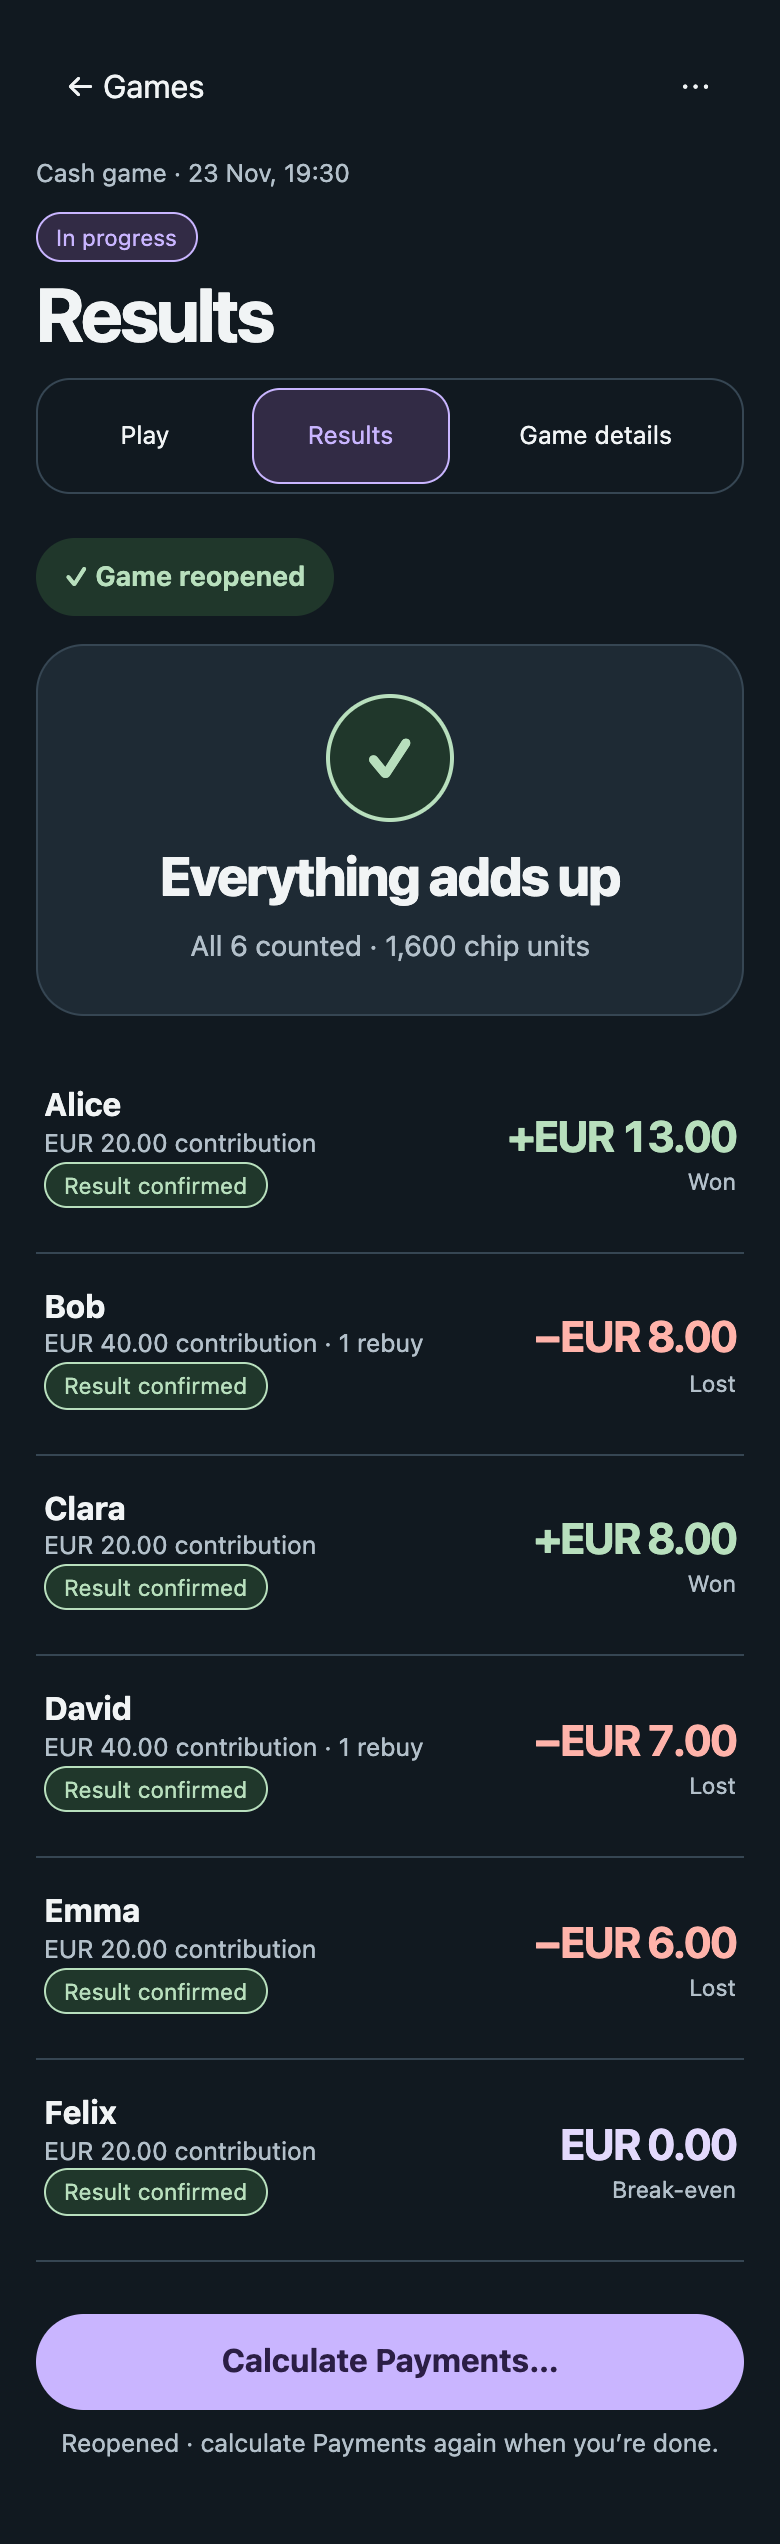 ← Games ...
Cash game · 23 Nov, 19:30
In progress
Results
Play Results Game details
✓ Game reopened
Everything adds up
All 6 counted · 1,600 chip units
Alice
EUR 20.00 contribution
Result confirmed
+EUR 13.00
Won
Bob
EUR 40.00 contribution · 1 rebuy
Result confirmed
−EUR 8.00
Lost
Clara
EUR 20.00 contribution
Result confirmed
+EUR 8.00
Won
David
EUR 40.00 contribution · 1 rebuy
Result confirmed
−EUR 7.00
Lost
Emma
EUR 20.00 contribution
Result confirmed
−EUR 6.00
Lost
Felix
EUR 20.00 contribution
Result confirmed
EUR 0.00
Break-even
Calculate Payments...
Reopened · calculate Payments again when you’re done.